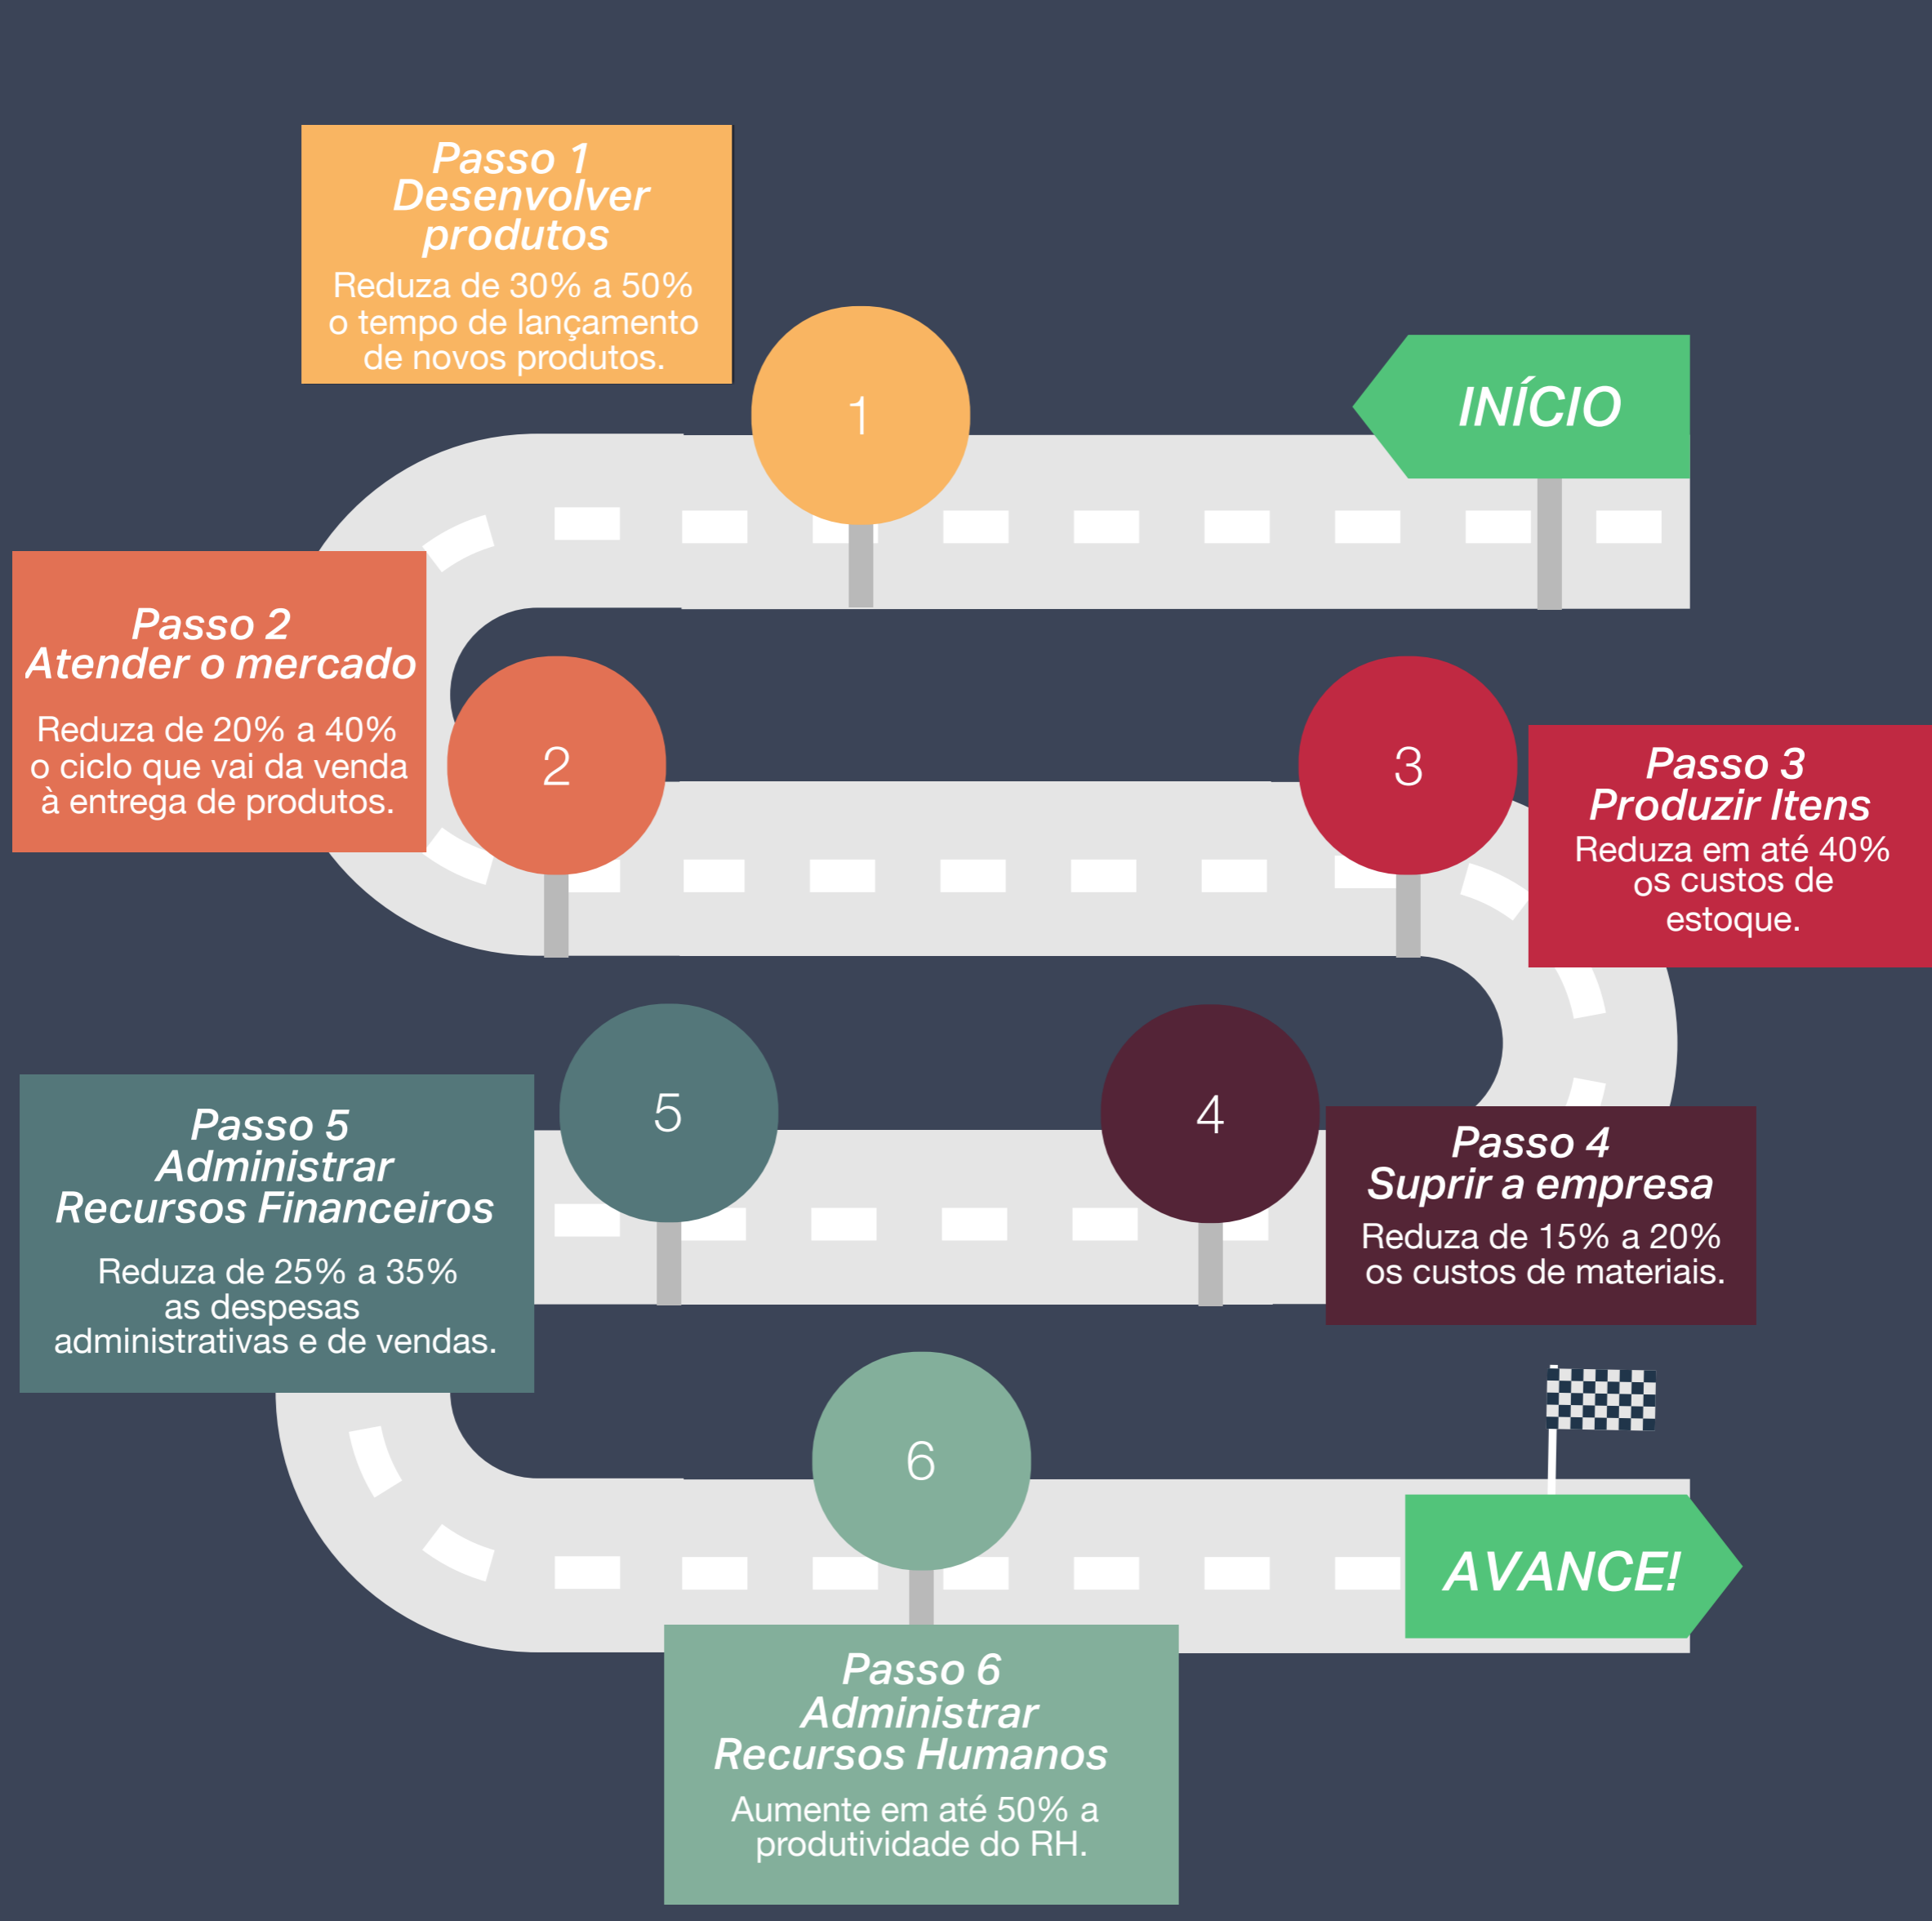 Passo 1
Desenvolver
produtos
Reduza de 30% a 50%
o tempo de lançamento
de novos produtos.
1
INÍCIO
Passo 2
Atender o mercado
Reduza de 20% a 40%
o ciclo que vai da venda
à entrega de produtos.
2
3
Passo 3
Produzir Itens
Reduza em até 40%
os custos de
estoque.
4
Passo 4
Suprir a empresa
Reduza de 15% a 20%
os custos de materiais.
5
Passo 5
Administrar
Recursos Financeiros
Reduza de 25% a 35%
as despesas
administrativas e de vendas.
6
Passo 6
Administrar
Recursos Humanos
Aumente em até 50% a
produtividade do RH.
AVANCE!